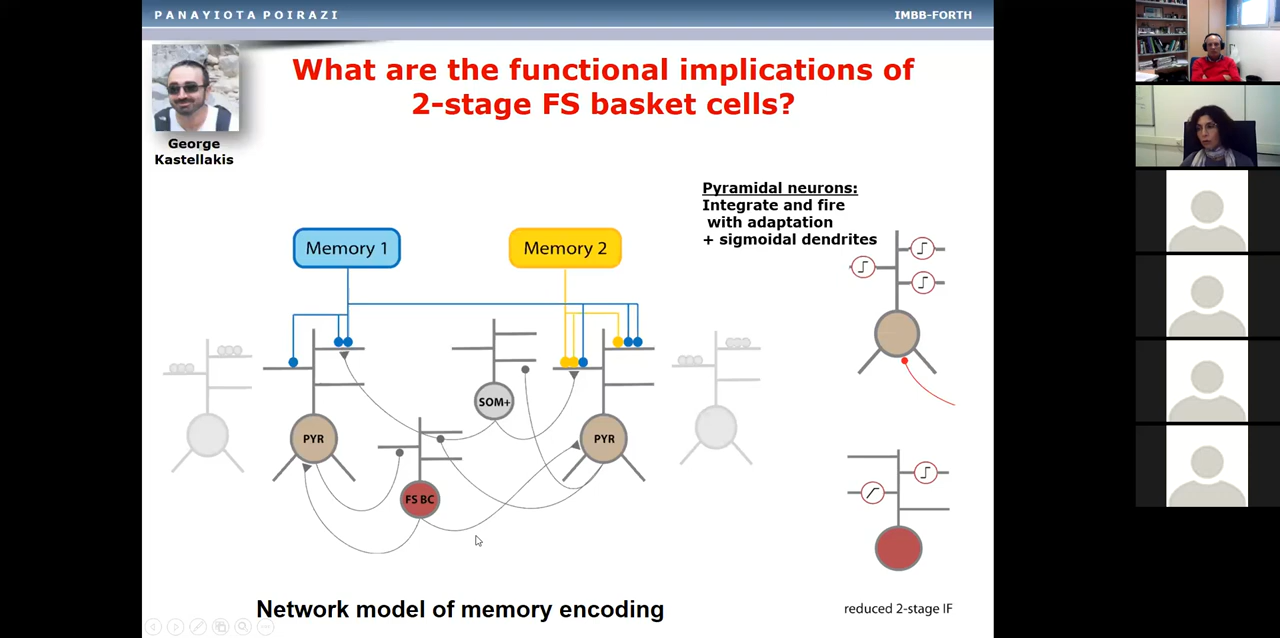 PANAYIOTA POIRAZI
IMBB-FORTH
What are the functional implications of
2-stage FS basket cells?
George
Kastellakis
Pyramidal neurons:
Integrate and fire
with adaptation
+ sigmoidal dendrites
Memory 1
Memory 2
SOM+
PYR
PYR
FS BC
Network model of memory encoding
reduced 2-stage IF